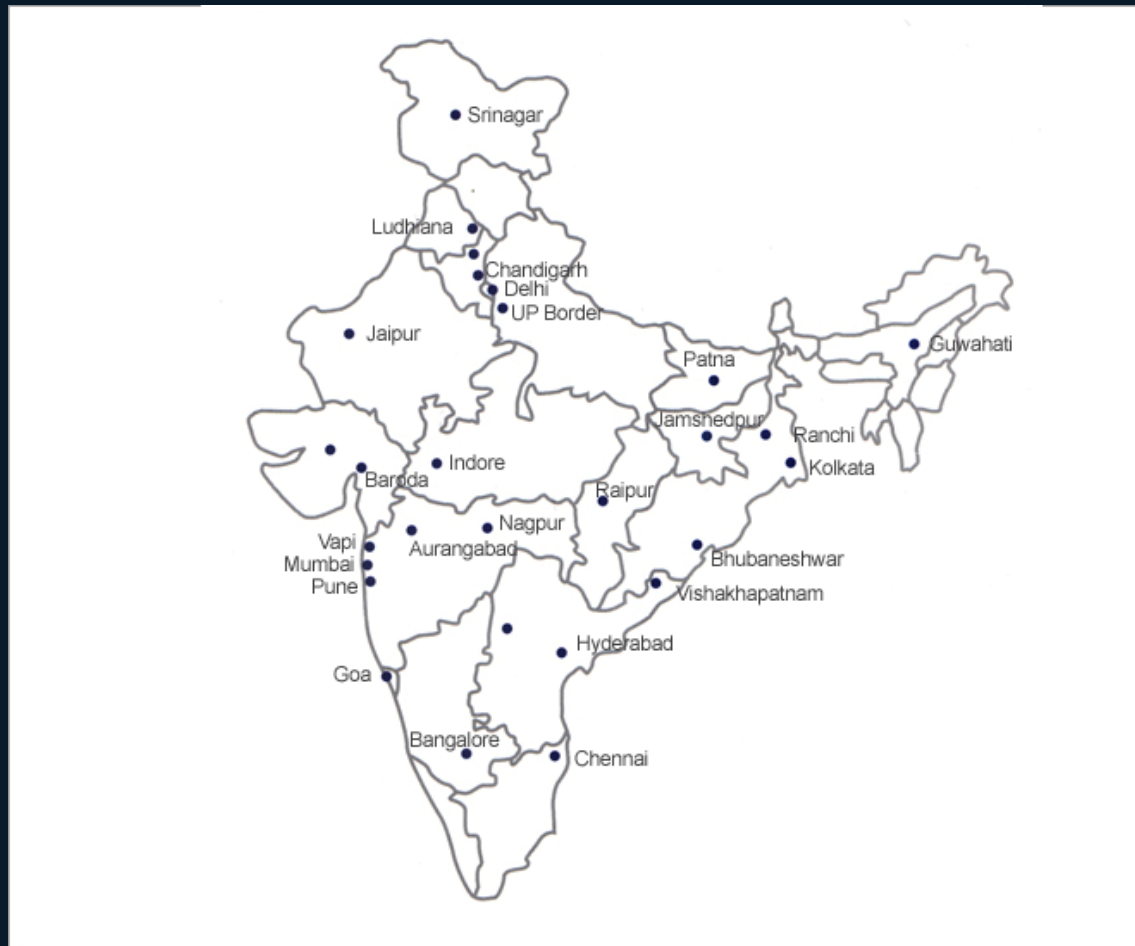 Srinagar
Ludhiana
Chandigarh
Delhi
UP Border
Jaipur
Guwahati
Patna
Jamshedpur
Ranchi
Indore
Kolkata
Baroda
Raipur
Nagpur
Vapi
Aurangabad
Mumbai
Bhubaneshwar
Pune
Vishakhapatnam
Hyderabad
Goa
Bangalore
Chennai